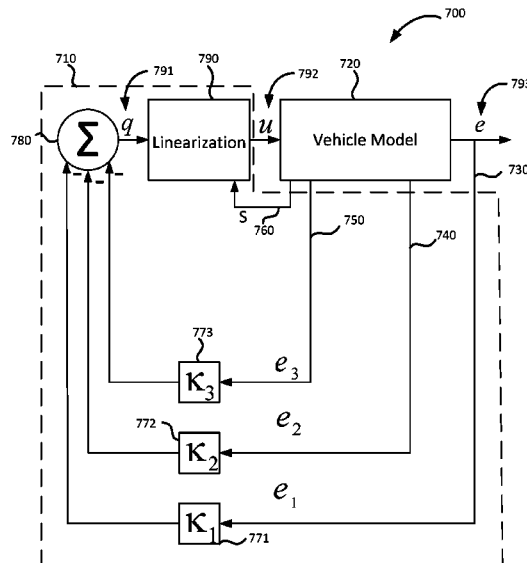 700
710
791
790
792
720
793
780
Σ
q
Linearization
u
Vehicle Model
e
730
- - -
S
760
750
740
773
K3
e3
772
K2
e2
K1
771
e1